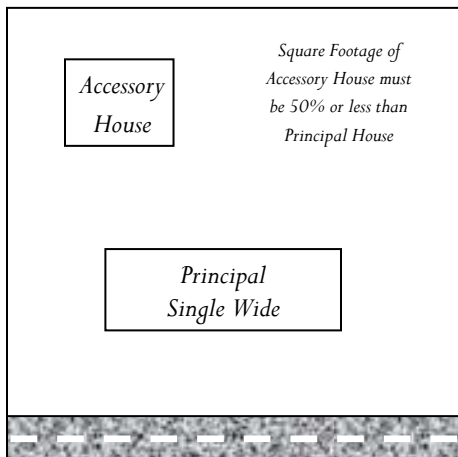 Accessory
House
Square Footage of
Accessory House must
be 50% or less than
Principal House
Principal
Single Wide